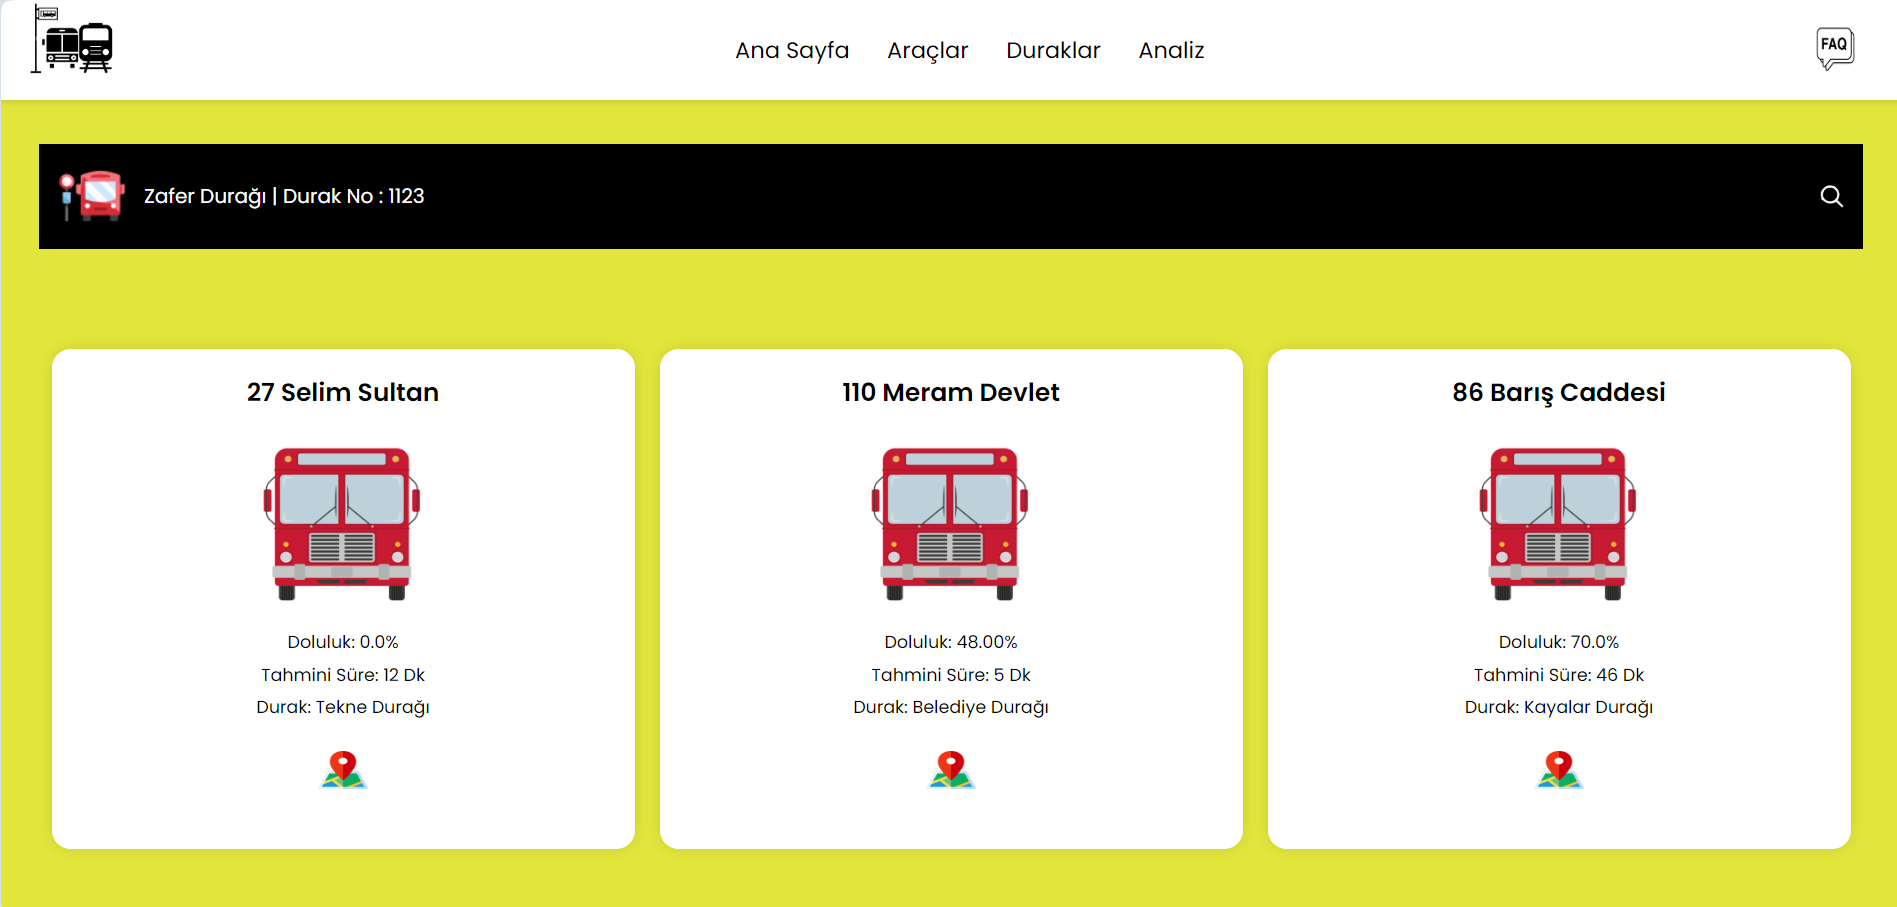 Ana Sayfa Araçlar Duraklar Analiz
FAQ
Zafer Durağı | Durak No : 1123
27 Selim Sultan
Doluluk: 0.0%
Tahmini Süre: 12 Dk
Durak: Tekne Durağı
110 Meram Devlet
Doluluk: 48.00%
Tahmini Süre: 5 Dk
Durak: Belediye Durağı
86 Barış Caddesi
Doluluk: 70.0%
Tahmini Süre: 46 Dk
Durak: Kayalar Durağı